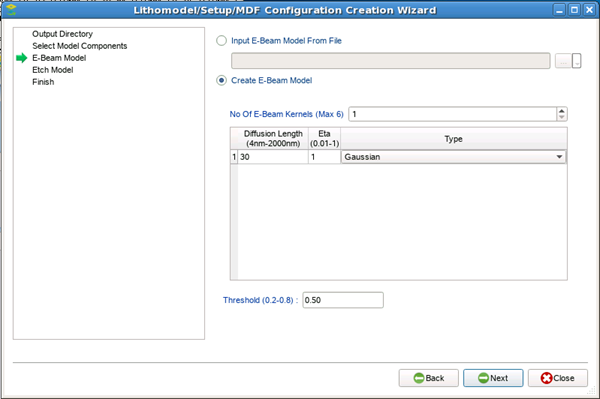 Lithomodel/Setup/MDF Configuration Creation Wizard
Output Directory
Select Model Components
E-Beam Model
Etch Model
Finish
Input E-Beam Model From File
...
Create E-Beam Model
No Of E-Beam Kernels (Max 6)
1
Diffusion Length
(4nm-2000nm)
Eta
(0.01-1)
Type
1 30 1 Gaussian
Threshold (0.2-0.8) : 0.50
Back Next Close